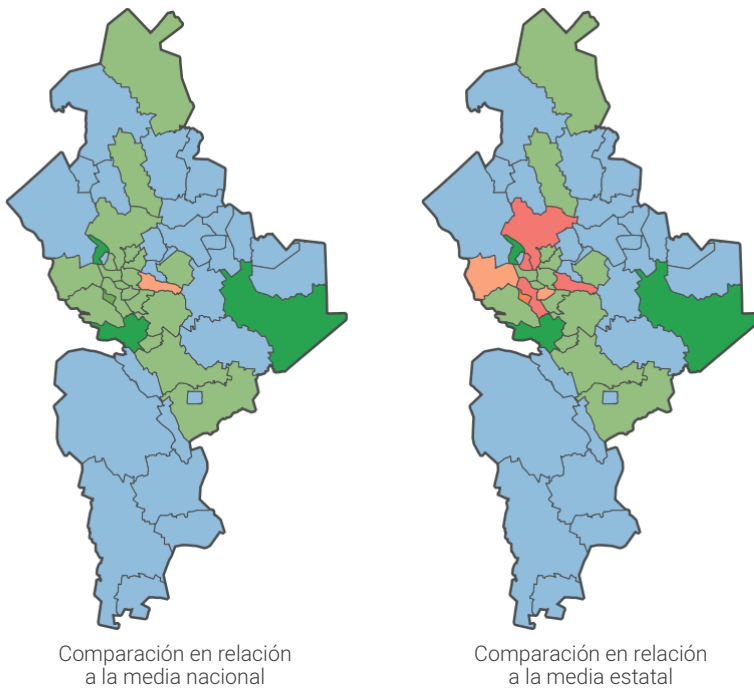 Comparación en relación
a la media nacional
Comparación en relación
a la media estatal